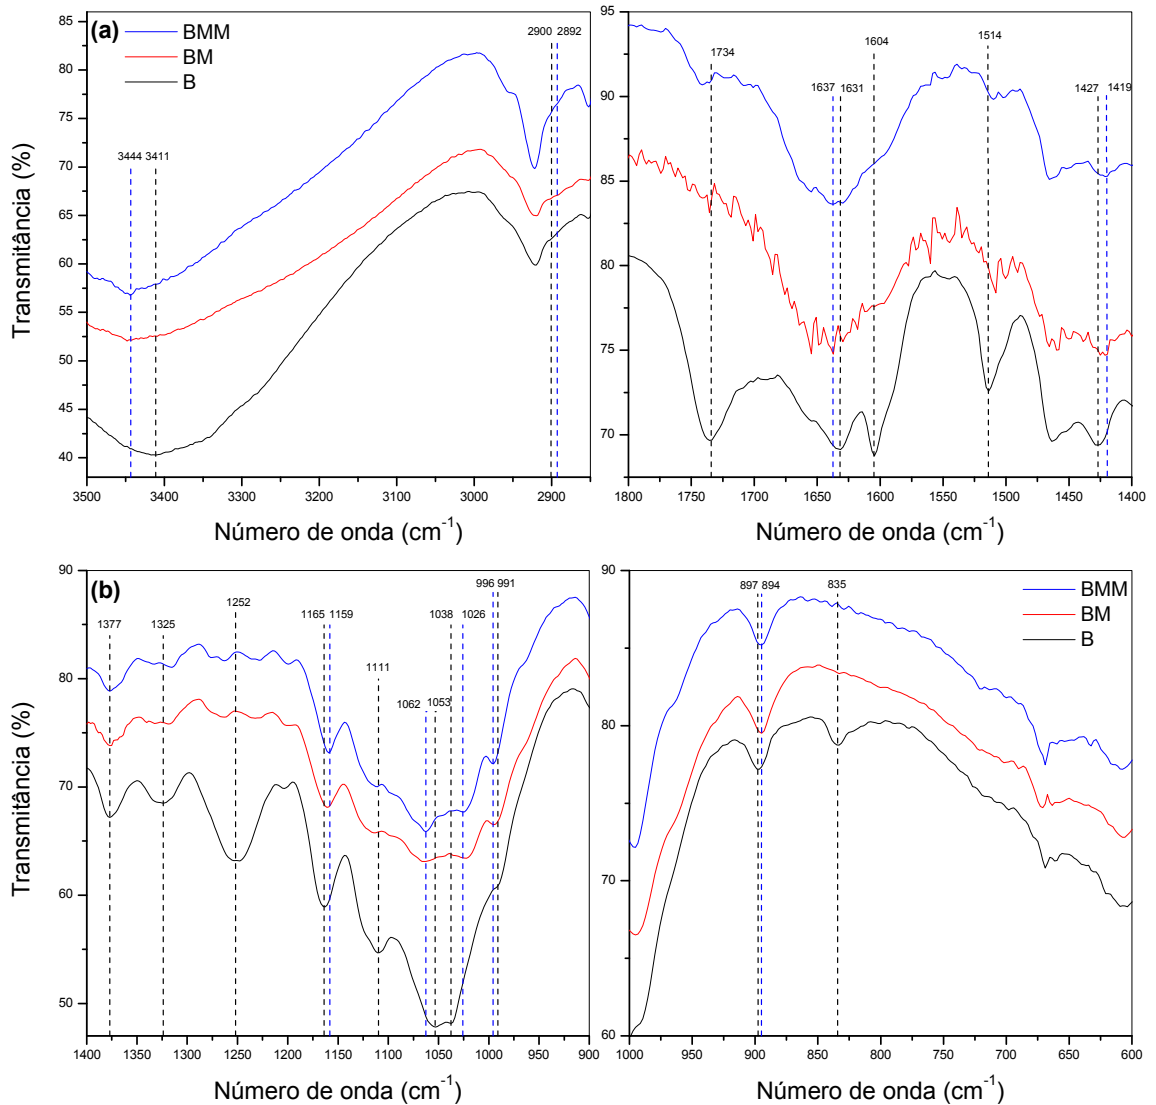 (a)
BMM
BM
B
2900 2892
3444 3411
85
80
75
70
65
60
55
50
45
40
3500 3400 3300 3200 3100 3000 2900
Transmitância (%)
Número de onda (cm-1)
1734
1637 1631
1604
1514
1427 1419
95
90
85
80
75
70
1800 1750 1700 1650 1600 1550 1500 1450 1400
Número de onda (cm-1)
(b)
1377
1325
1252
1165 1159
1111
1062
1053
1038 1026
996 991
90
80
70
60
50
1400 1350 1300 1250 1200 1150 1100 1050 1000 950 900
Transmitância (%)
Número de onda (cm-1)
897 894
835
BMM
BM
B
90
80
70
60
1000 950 900 850 800 750 700 650 600
Número de onda (cm-1)